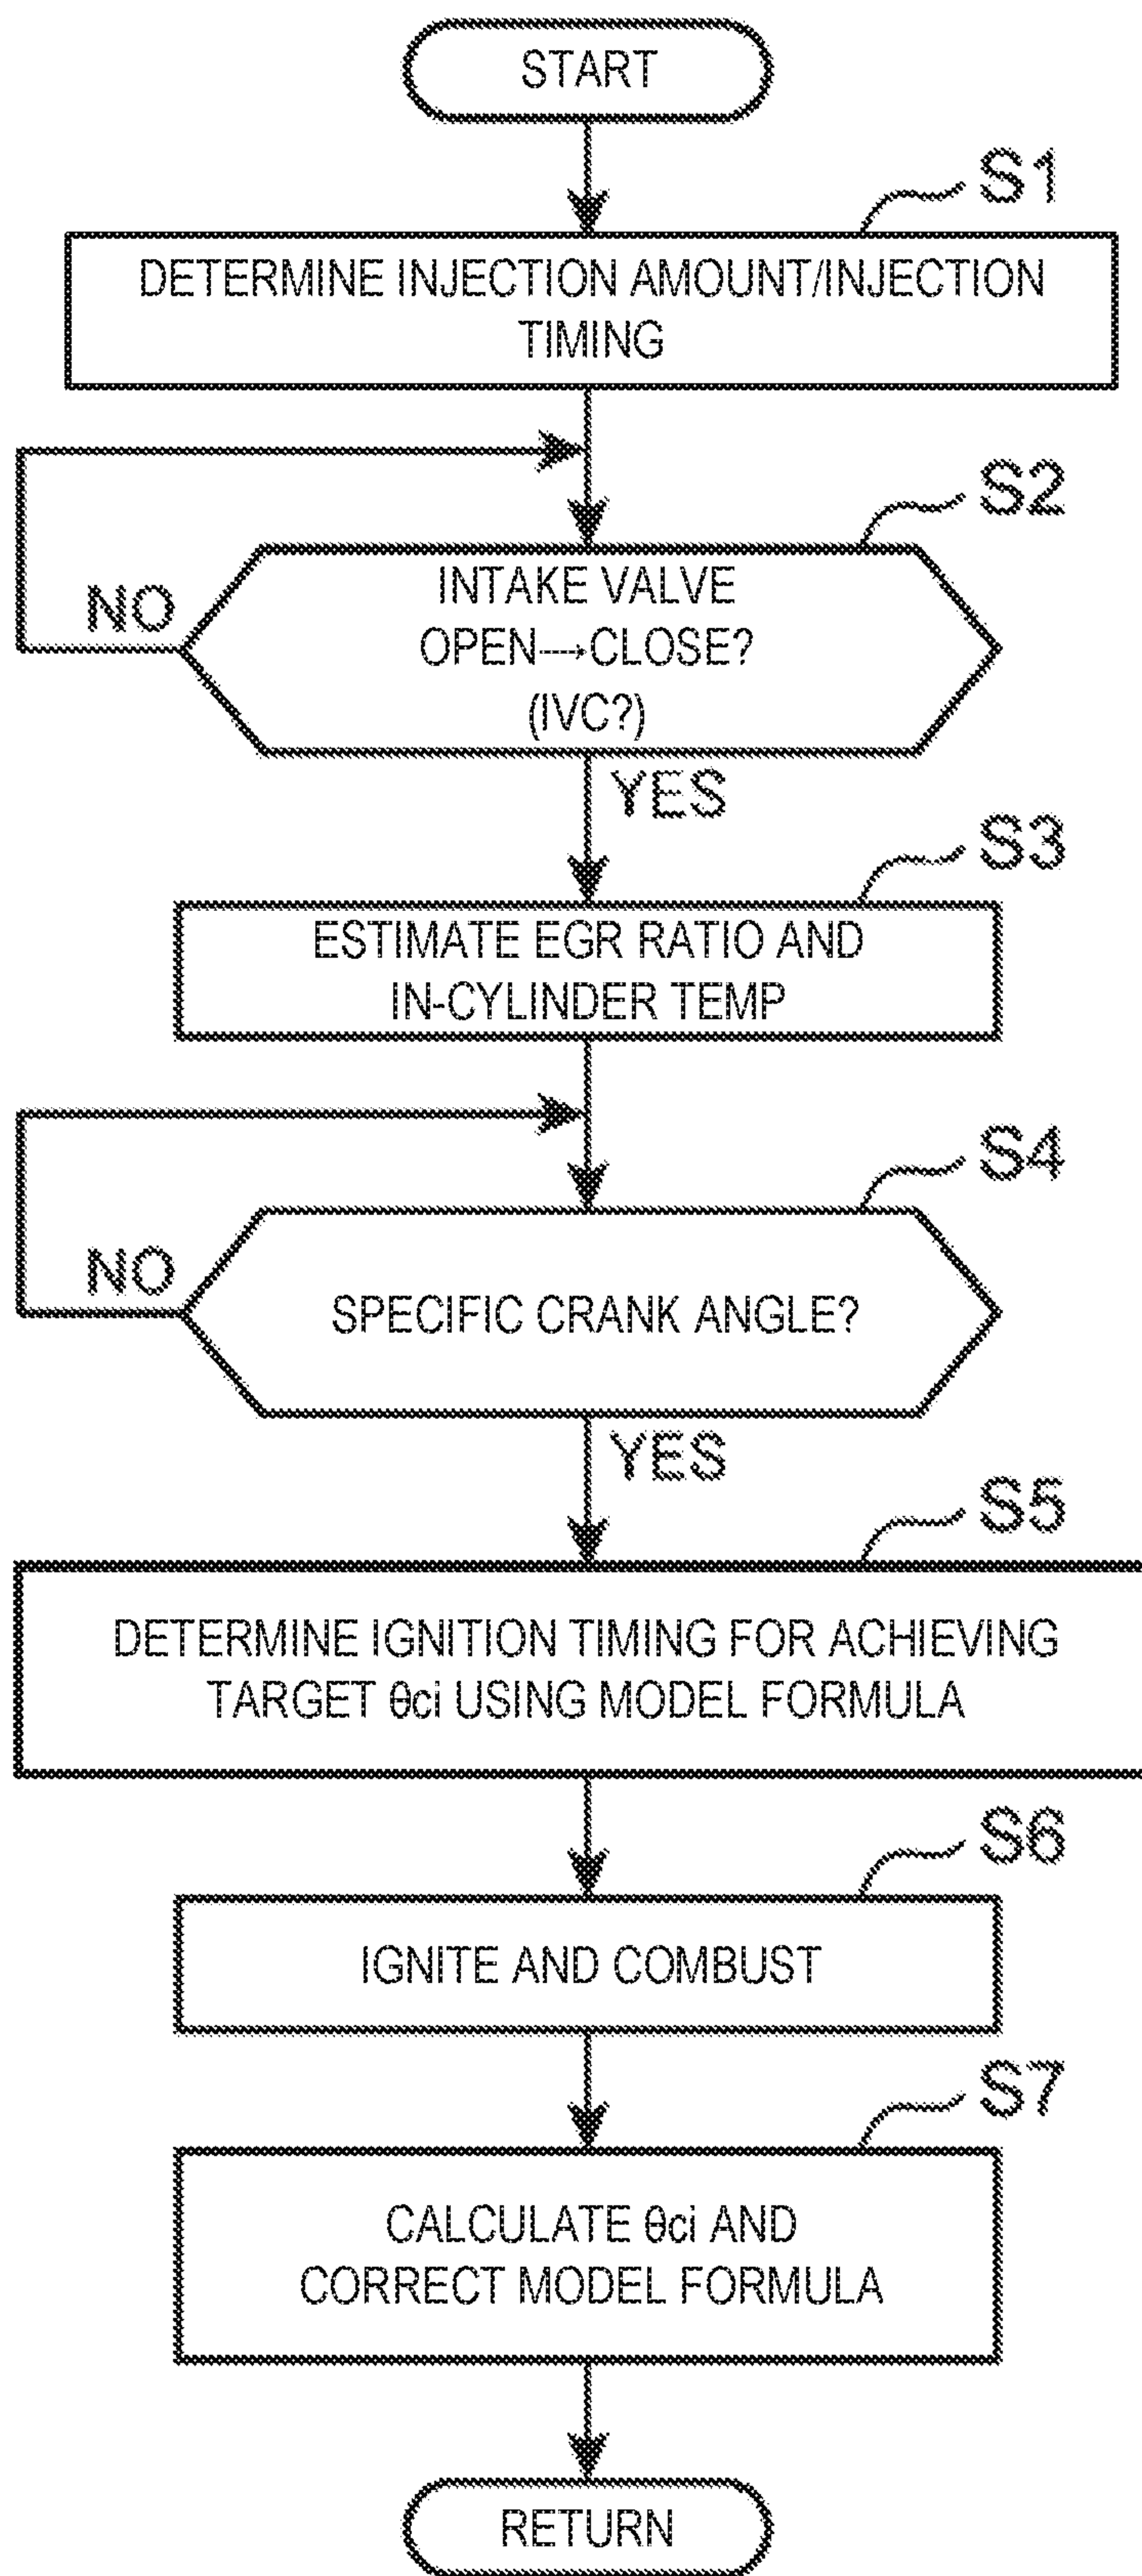 START
S1
DETERMINE INJECTION AMOUNT/INJECTION
TIMING
S2
INTAKE VALVE
OPEN→CLOSE?
(IVC?)
NO
YES
S3
ESTIMATE EGR RATIO AND
IN-CYLINDER TEMP
S4
SPECIFIC CRANK ANGLE?
NO
YES
S5
DETERMINE IGNITION TIMING FOR ACHIEVING
TARGET θci USING MODEL FORMULA
S6
IGNITE AND COMBUST
S7
CALCULATE θci AND
CORRECT MODEL FORMULA
RETURN